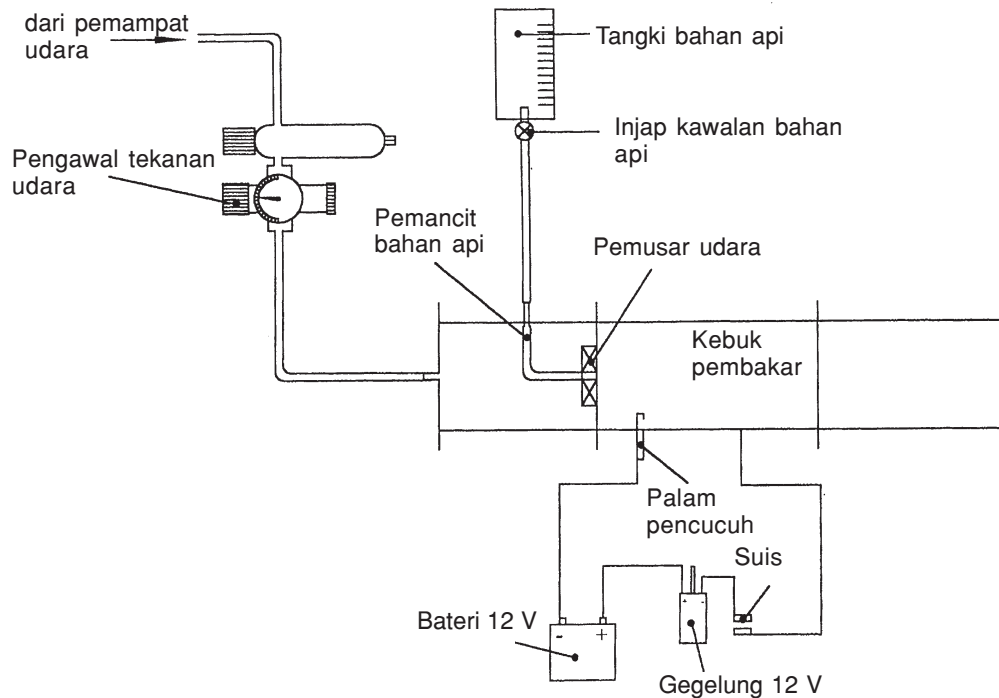 dari pemampat
udara
Tangki bahan api
Injap kawalan bahan
api
Pengawal tekanan
udara
Pemancit
bahan api
Pemusar udara
Kebuk
pembakar
Palam
pencucuh
Suis
Bateri 12 V
- +
+ -
Gegelung 12 V